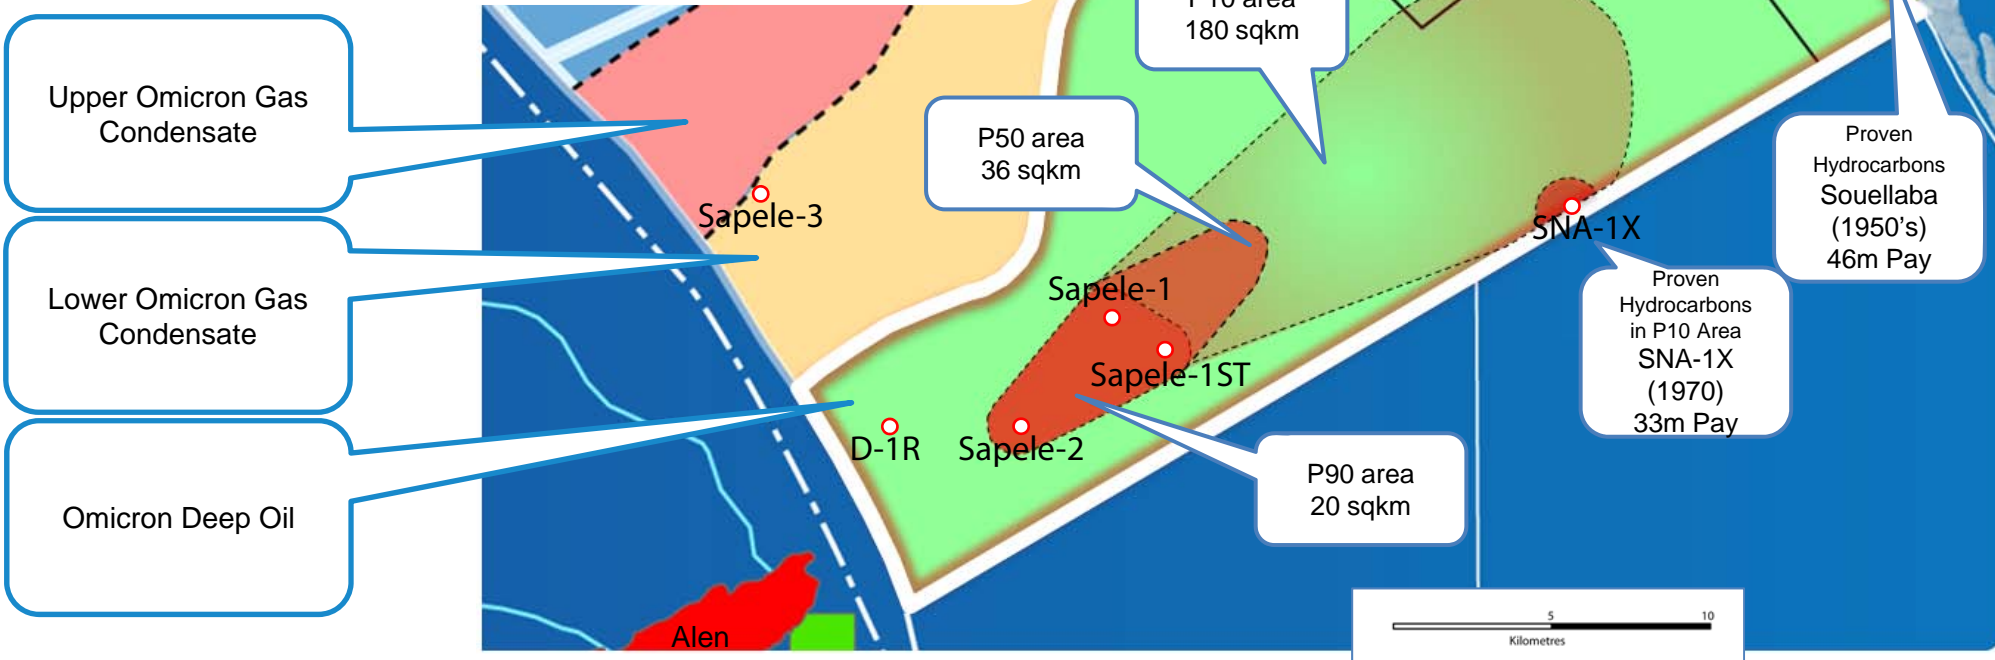 Upper Omicron Gas
Condensate
Lower Omicron Gas
Condensate
Omicron Deep Oil
P10 area
180 sqkm
P50 area
36 sqkm
P90 area
20 sqkm
Sapele-3
Sapele-1
Sapele-1ST
Sapele-2
D-1R
SNA-1X
Proven
Hydrocarbons
Souellaba
(1950's)
46m Pay
Proven
Hydrocarbons
in P10 Area
SNA-1X
(1970)
33m Pay
Alen
5
10
Kilometres